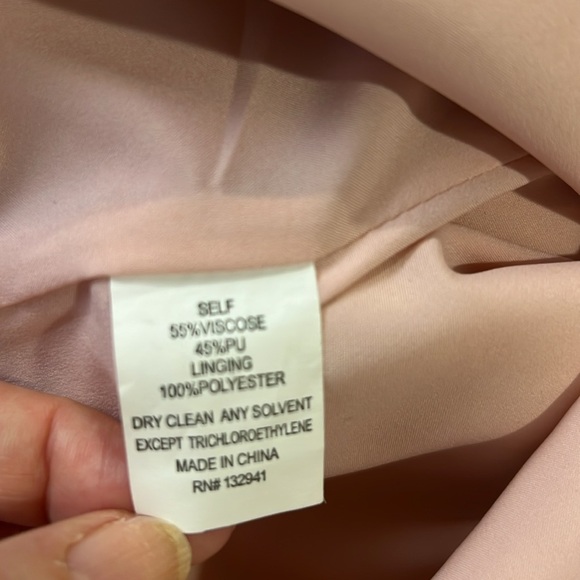 SELF
55%VISCOSE
45%PU
LINGING
100%POLYESTER
DRY CLEAN ANY SOLVENT
EXCEPT TRICHLOROETHYLENE
MADE IN CHINA
RN# 132941